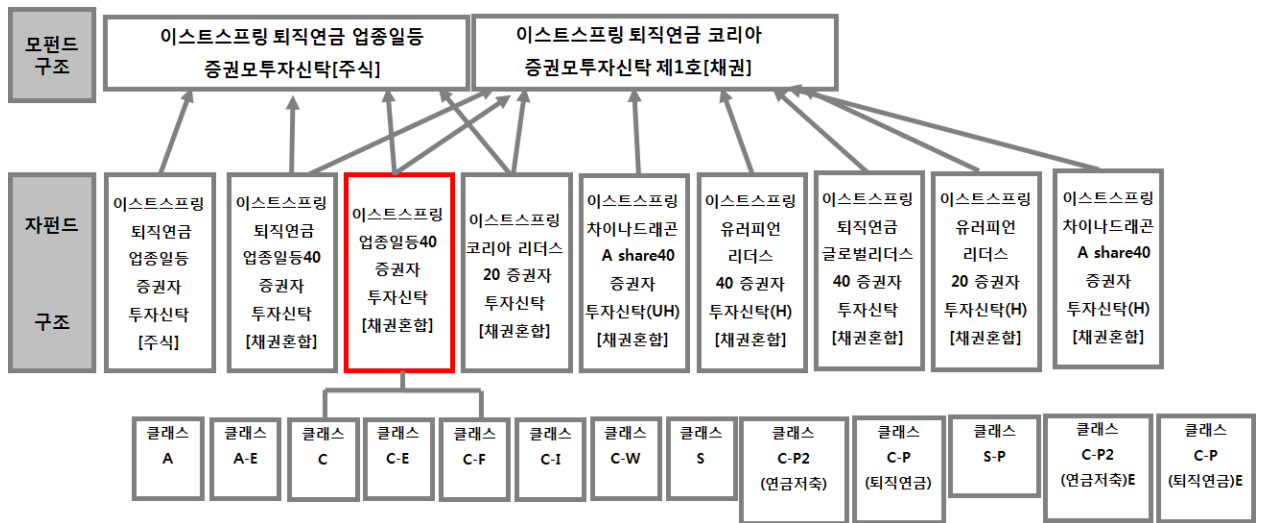 모펀드
구조
이스트스프링 퇴직연금 업종일등
증권모투자신탁[주식]
이스트스프링 퇴직연금 코리아
증권모투자신탁 제1호[채권]
자펀드
구조
이스트스프링
퇴직연금
업종일등
증권자
투자신탁
[주식]
이스트스프링
퇴직연금
업종일등40
증권자
투자신탁
[채권혼합]
이스트스프링
업종일등40
증권자
투자신탁
[채권혼합]
이스트스프링
코리아 리더스
20 증권자
투자신탁
[채권혼합]
이스트스프링
차이나드래곤
A share40
증권자
투자신탁(UH)
[채권혼합]
이스트스프링
유러피언
리더스
40 증권자
투자신탁(H)
[채권혼합]
이스트스프링
퇴직연금
글로벌리더스
40 증권자
투자신탁
[채권혼합]
이스트스프링
유러피언
리더스
20 증권자
투자신탁(H)
[채권혼합]
이스트스프링
차이나드래곤
A share40
증권자
투자신탁(H)
[채권혼합]
클래스
A
클래스
A-E
클래스
C
클래스
C-E
클래스
C-F
클래스
C-I
클래스
C-W
클래스
S
클래스
C-P2
(연금저축)
클래스
C-P
(퇴직연금)
클래스
S-P
클래스
C-P2
(연금저축)E
클래스
C-P
(퇴직연금)E